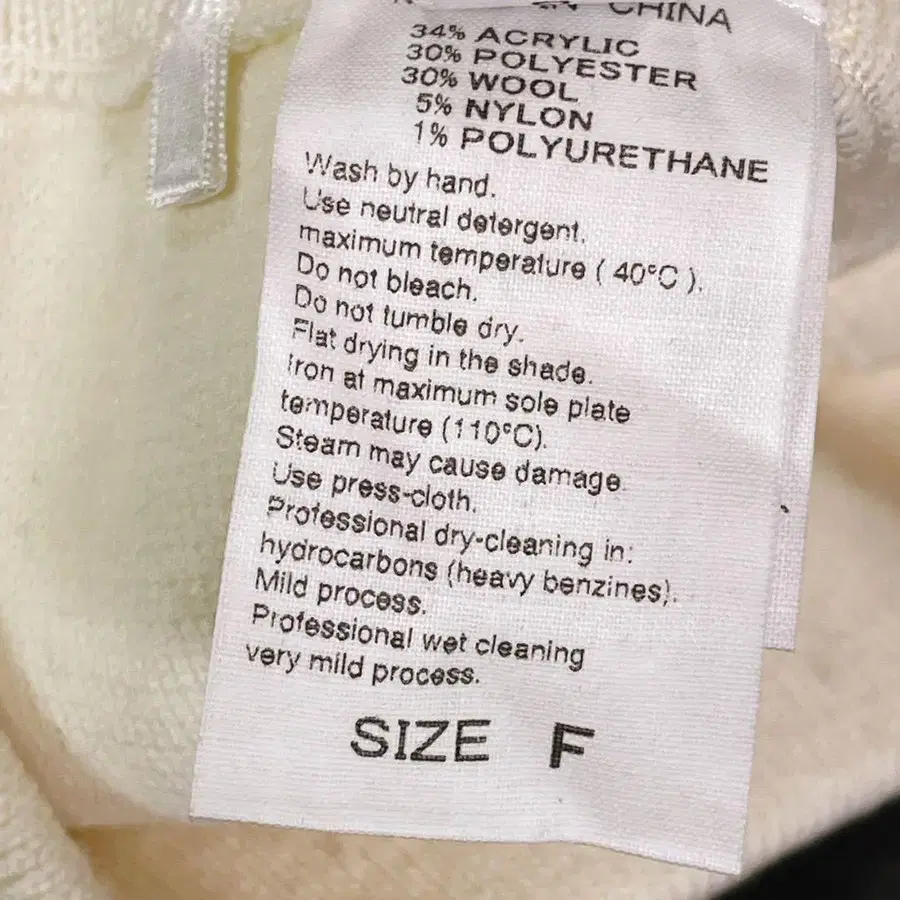 CHINA
34% ACRYLIC
30% POLYESTER
30% WOOL
5% NYLON
1% POLYURETHANE
Wash by hand.
Use neutral detergent.
maximum temperature ( 40°C ).
Do not bleach.
Do not tumble dry.
Flat drying in the shade.
Iron at maximum sole plate
temperature (110°C).
Steam may cause damage.
Use press-cloth.
Professional dry-cleaning in:
hydrocarbons (heavy benzines).
Mild process.
Professional wet cleaning
very mild process.
SIZE F